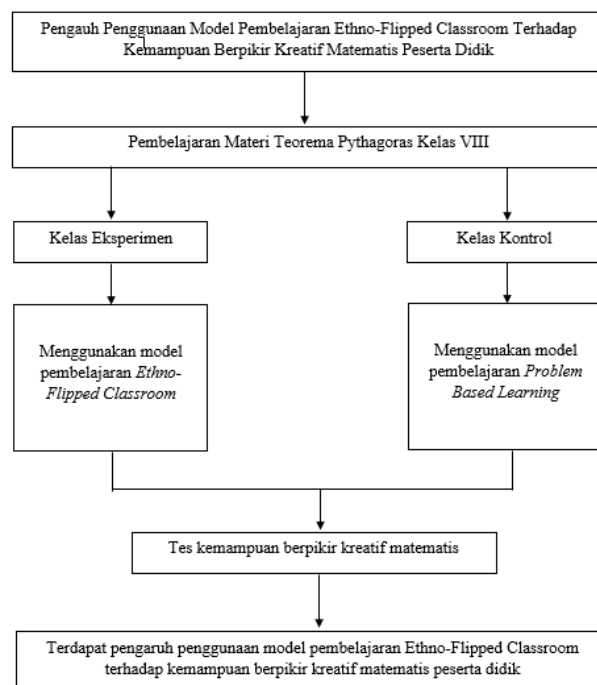 Pengauh Penggunaan Model Pembelajaran Ethno-Flipped Classroom Terhadap
Kemampuan Berpikir Kreatif Matematis Peserta Didik
Pembelajaran Materi Teorema Pythagoras Kelas VIII
Kelas Eksperimen
Kelas Kontrol
Menggunakan model
pembelajaran Ethno-
Flipped Classroom
Menggunakan model
pembelajaran Problem
Based Learning
Tes kemampuan berpikir kreatif matematis
Terdapat pengaruh penggunaan model pembelajaran Ethno-Flipped Classroom
terhadap kemampuan berpikir kreatif matematis peserta didik